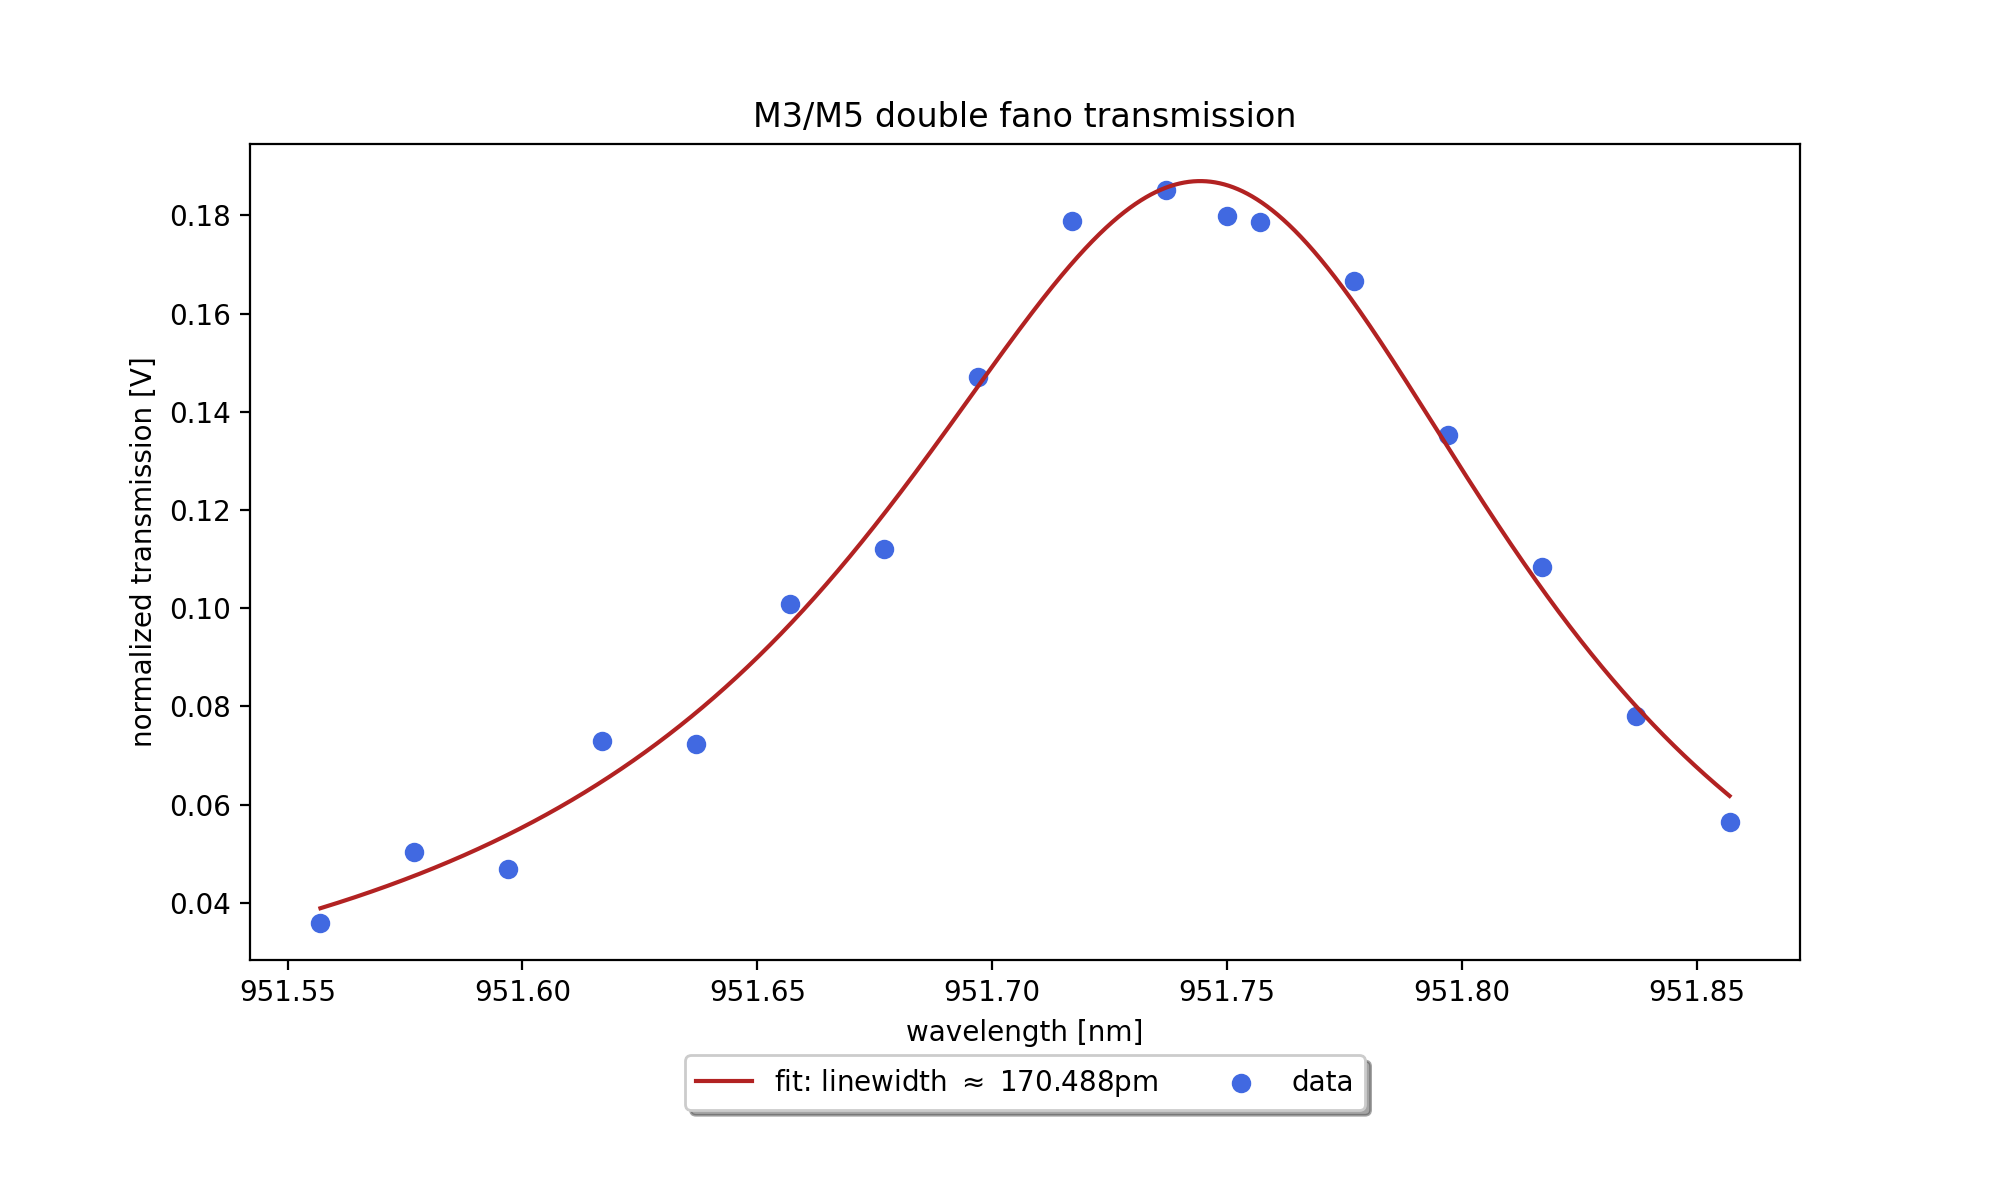 M3/M5 double fano transmission
normalized transmission [V]
0.18
0.16
0.14
0.12
0.10
0.08
0.06
0.04
951.55 951.60 951.65 951.70 951.75 951.80 951.85
wavelength [nm]
fit: linewidth ≈ 170.488pm data